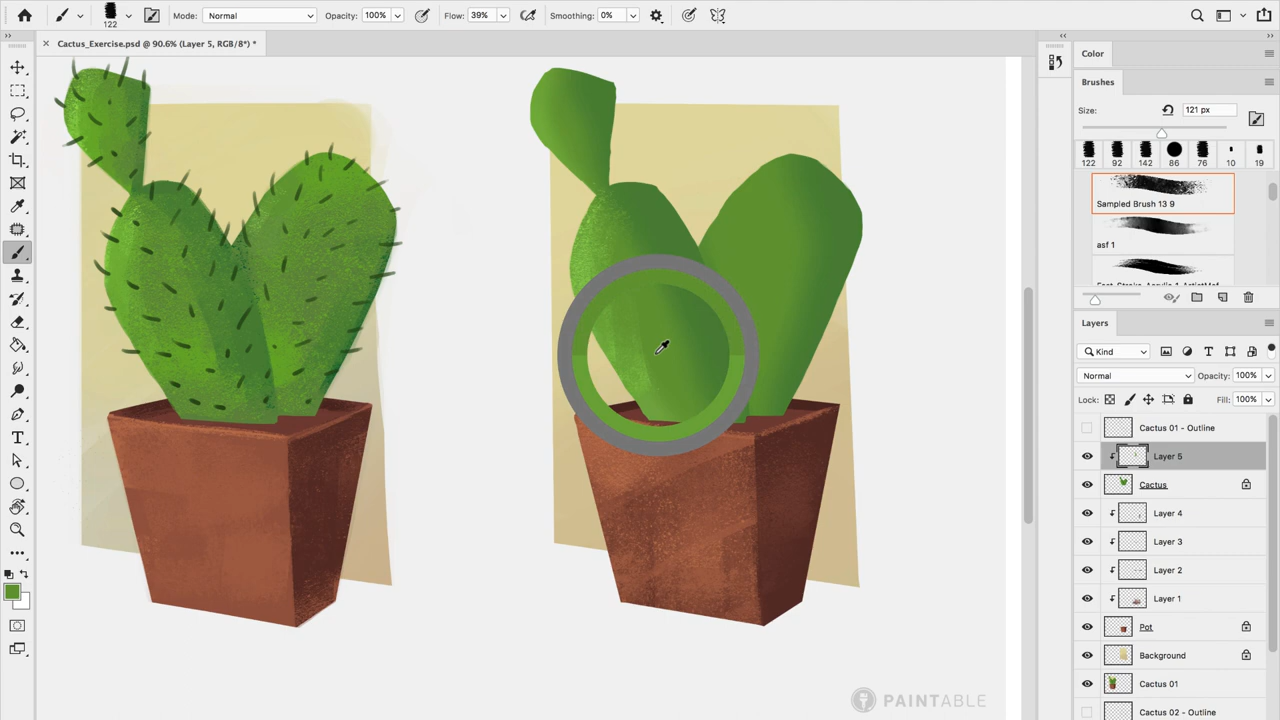 122
Mode: Normal
Opacity: 100%
Flow: 39%
Smoothing: 0%
Cactus_Exercise.psd @ 90.6% (Layer 5, RGB/8*) *
Color
Brushes
Size: 121 px
122 92 142 86 76 10 19
Sampled Brush 13 9
asf 1
Layers
Kind
Normal Opacity: 100%
Lock: Fill: 100%
Cactus 01 - Outline
Layer 5
Cactus
Layer 4
Layer 3
Layer 2
Layer 1
Pot
Background
Cactus 01
Cactus 02 - Outline
PAINTABLE